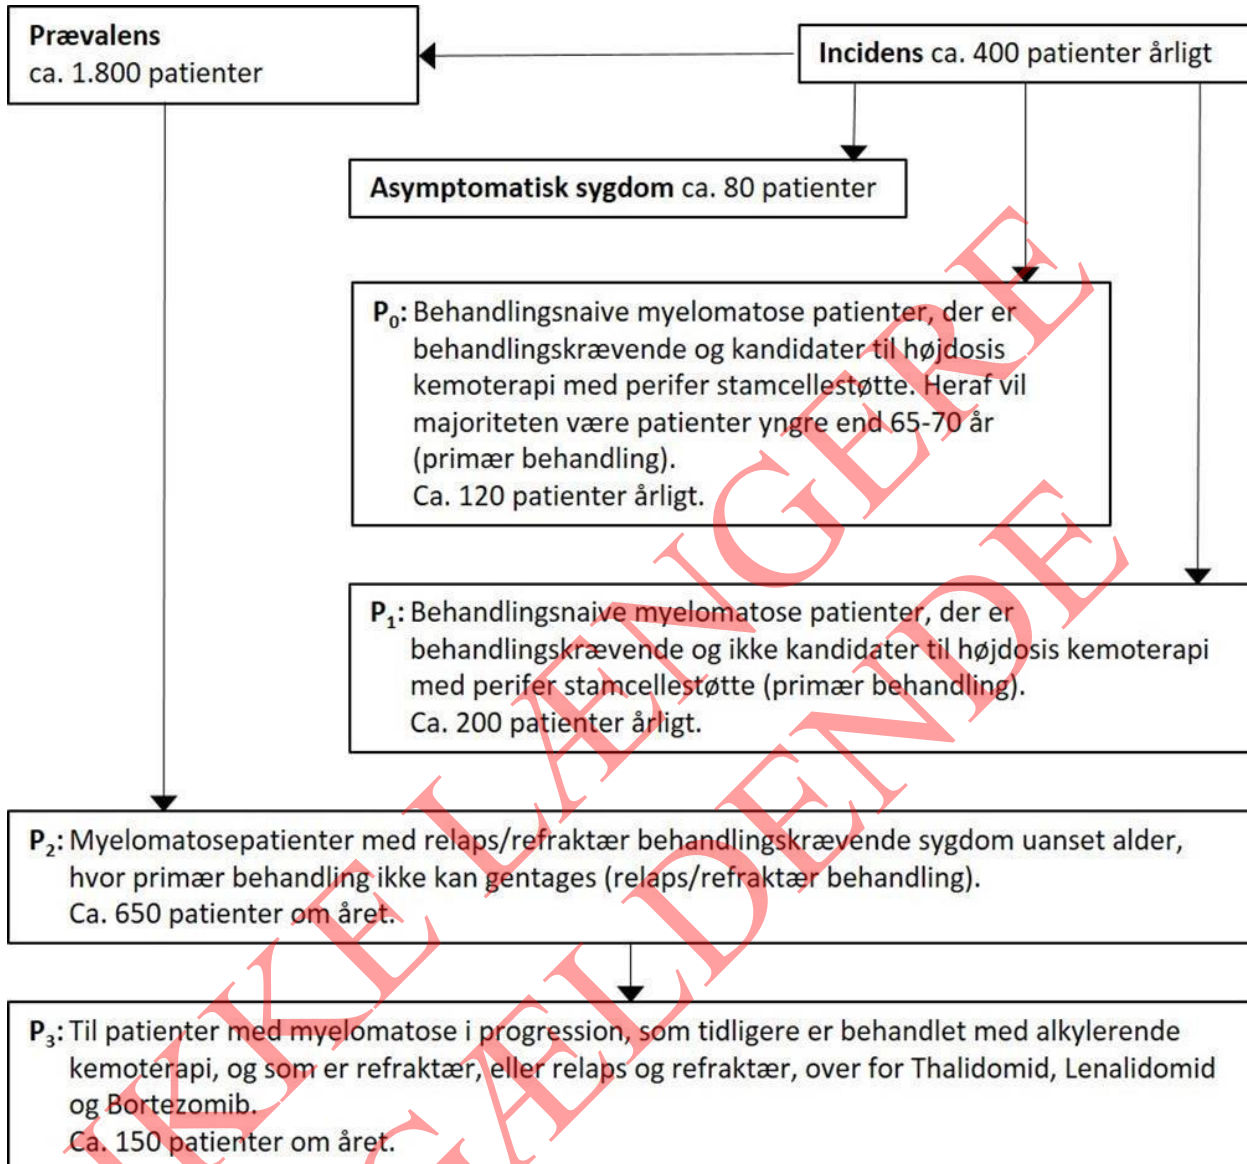 Prævalens
ca. 1.800 patienter
Incidens ca. 400 patienter årligt
Asymptomatisk sygdom ca. 80 patienter
P₀: Behandlingsnaive myelomatose patienter, der er
behandlingskrævende og kandidater til højdosis
kemoterapi med perifer stamcellestøtte. Heraf vil
majoriteten være patienter yngre end 65-70 år
(primær behandling).
Ca. 120 patienter årligt.
P₁: Behandlingsnaive myelomatose patienter, der er
behandlingskrævende og ikke kandidater til højdosis kemoterapi
med perifer stamcellestøtte (primær behandling).
Ca. 200 patienter årligt.
P₂: Myelomatosepatienter med relaps/refraktær behandlingskrævende sygdom uanset alder,
hvor primær behandling ikke kan gentages (relaps/refraktær behandling).
Ca. 650 patienter om året.
P₃: Til patienter med myelomatose i progression, som tidligere er behandlet med alkylerende
kemoterapi, og som er refraktær, eller relaps og refraktær, over for Thalidomid, Lenalidomid
og Bortezomib.
Ca. 150 patienter om året.
IKKE LÆNGERE
GÆLDENDE